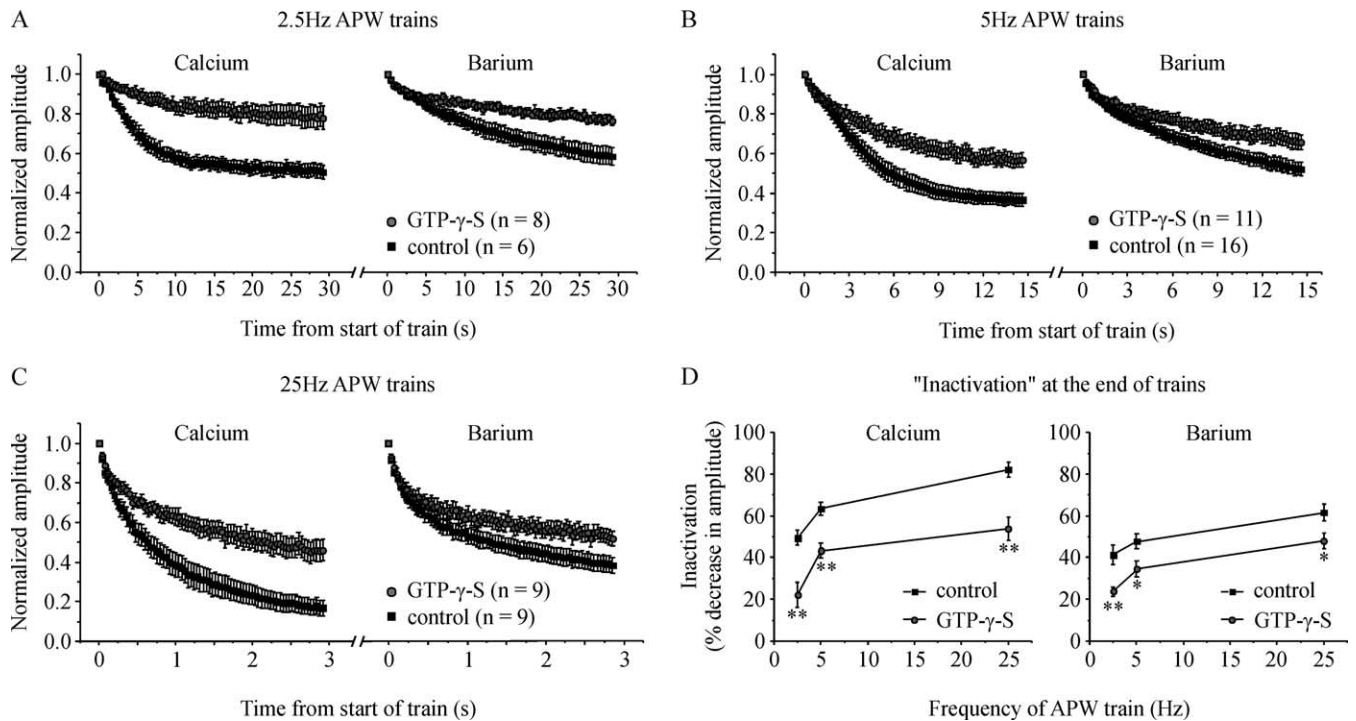 A
2.5Hz APW trains
Calcium
Barium
Normalized amplitude
1.0
0.8
0.6
0.4
0.2
0.0
GTP-γ-S (n = 8)
control (n = 6)
0 5 10 15 20 25 30 0 5 10 15 20 25 30
Time from start of train (s)
B
5Hz APW trains
Calcium
Barium
Normalized amplitude
1.0
0.8
0.6
0.4
0.2
0.0
GTP-γ-S (n = 11)
control (n = 16)
0 3 6 9 12 15 0 3 6 9 12 15
Time from start of train (s)
C
25Hz APW trains
Calcium
Barium
Normalized amplitude
1.0
0.8
0.6
0.4
0.2
0.0
GTP-γ-S (n = 9)
control (n = 9)
0 1 2 3 0 1 2 3
Time from start of train (s)
D
"Inactivation" at the end of trains
Calcium
Barium
Inactivation
(% decrease in amplitude)
100
80
60
40
20
0
** ** **
control
GTP-γ-S
0 5 10 15 20 25
100
80
60
40
20
0
** * *
control
GTP-γ-S
0 5 10 15 20 25
Frequency of APW train (Hz)